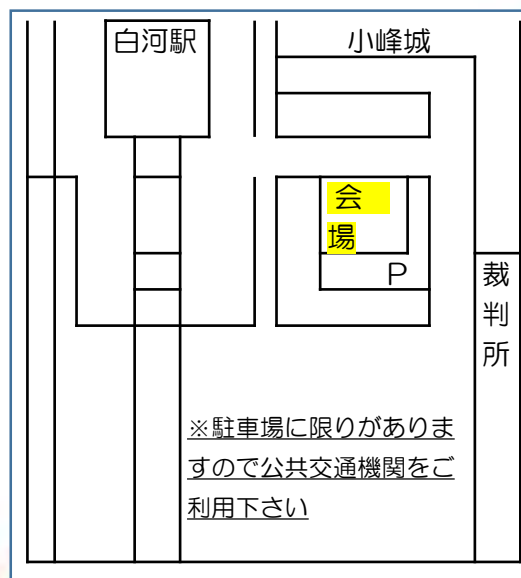 白河駅
小峰城
会
場
P
裁
判
所
※駐車場に限りがありま
すので公共交通機関をご
利用下さい